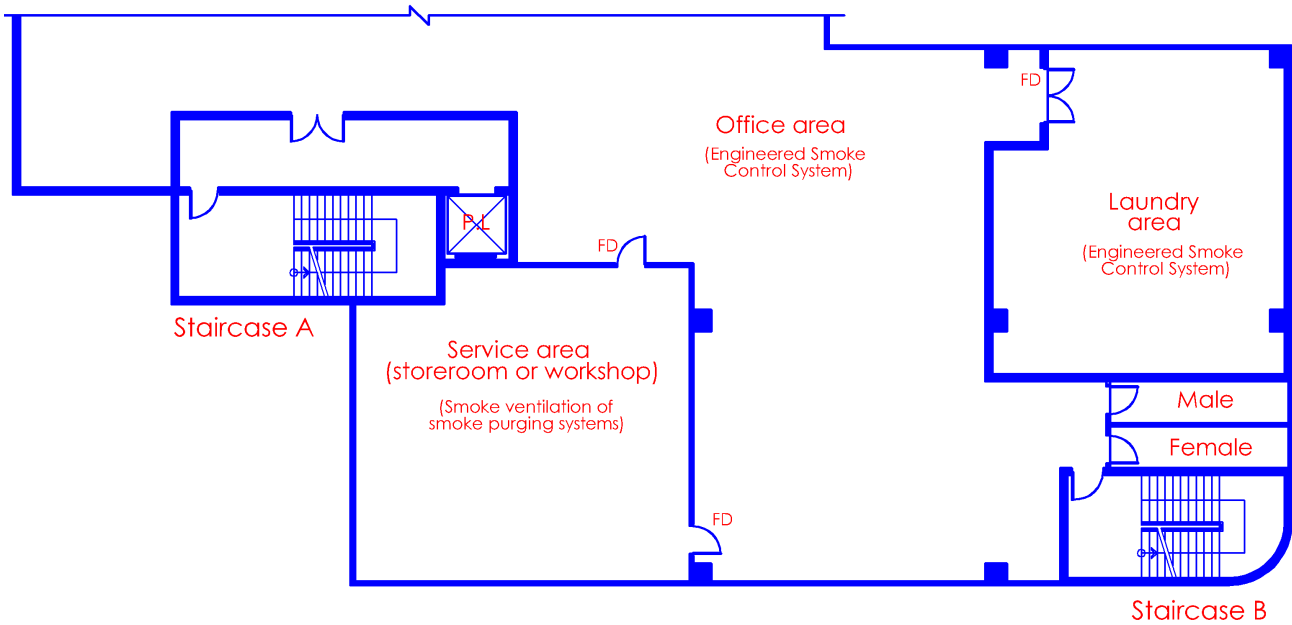 FD
Office area
(Engineered Smoke
Control System)
Laundry
area
(Engineered Smoke
Control System)
P.L
FD
Staircase A
Service area
(storeroom or workshop)
(Smoke ventilation of
smoke purging systems)
Male
Female
FD
Staircase B